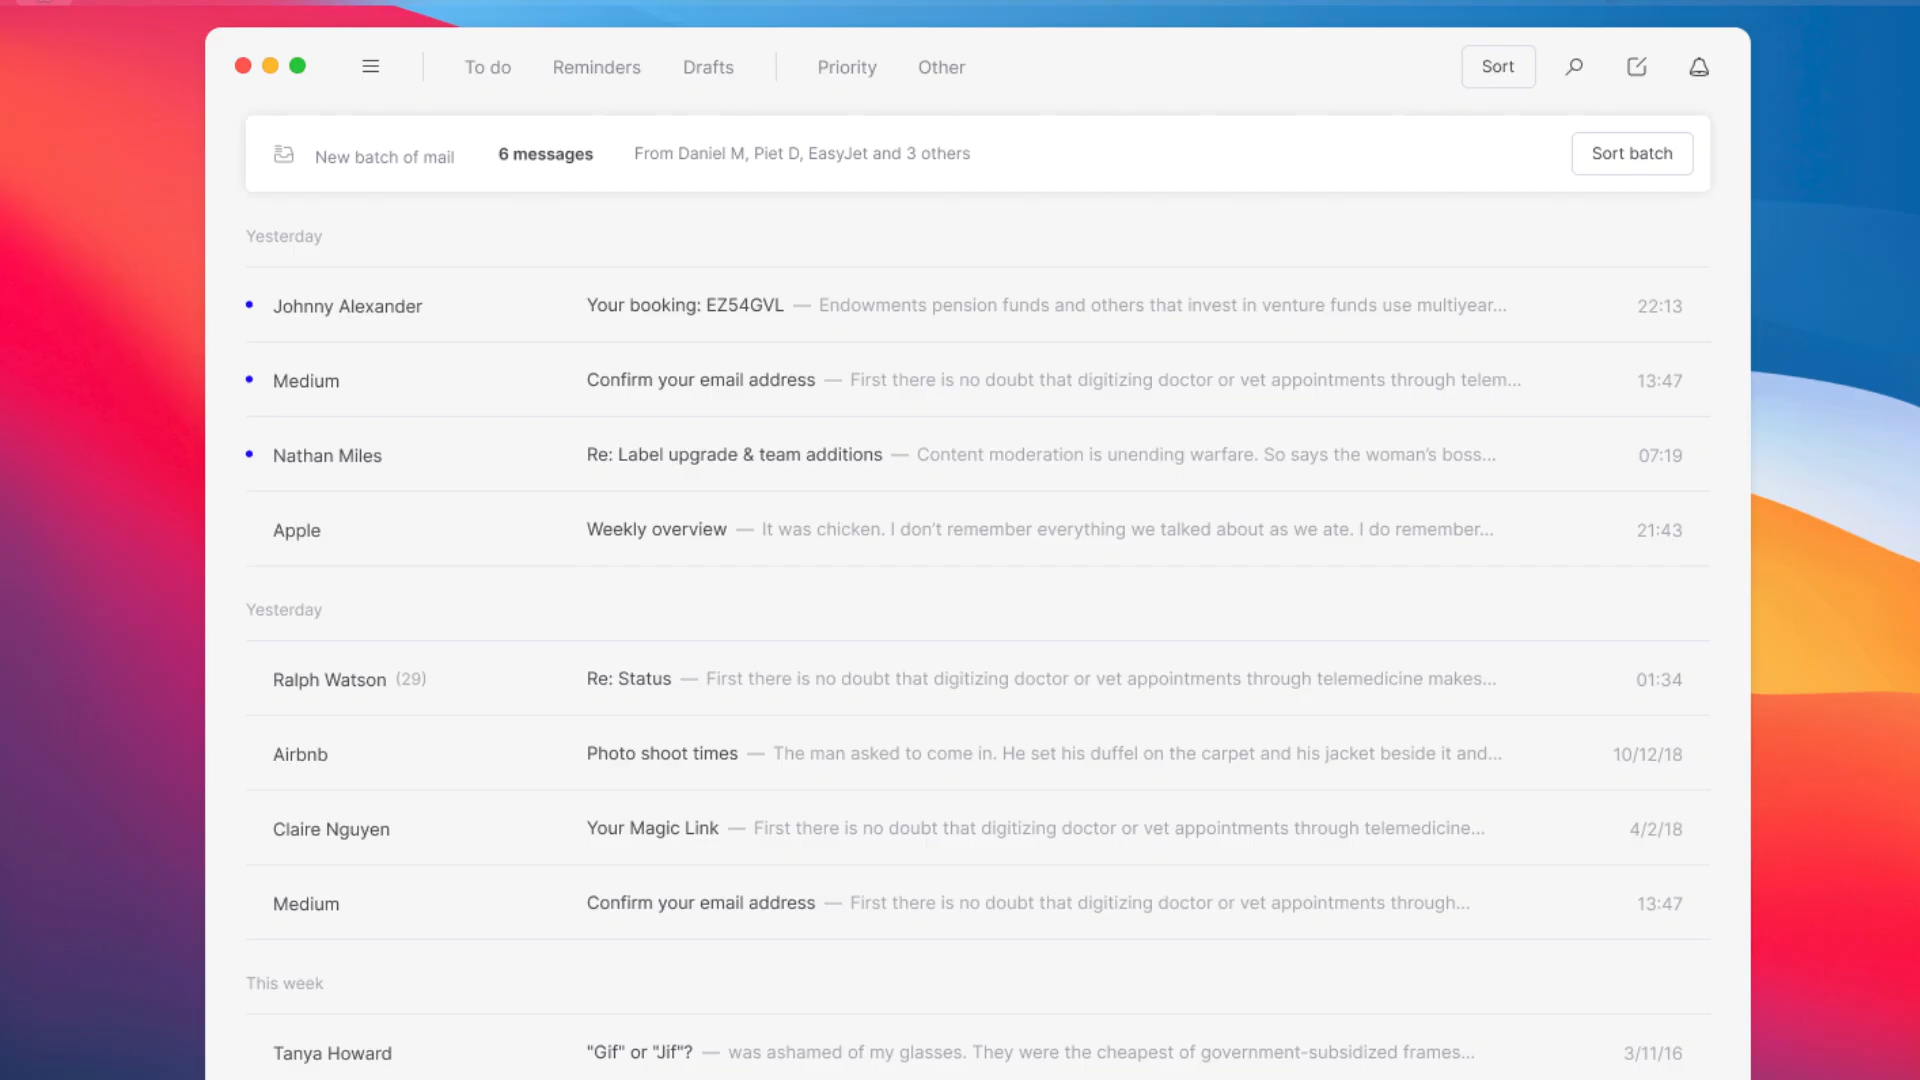 To do Reminders Drafts Priority Other Sort
New batch of mail 6 messages From Daniel M, Piet D, EasyJet and 3 others Sort batch
Yesterday
Johnny Alexander Your booking: EZ54GVL — Endowments pension funds and others that invest in venture funds use multiyear... 22:13
Medium Confirm your email address — First there is no doubt that digitizing doctor or vet appointments through telem... 13:47
Nathan Miles Re: Label upgrade & team additions — Content moderation is unending warfare. So says the woman’s boss... 07:19
Apple Weekly overview — It was chicken. I don’t remember everything we talked about as we ate. I do remember... 21:43
Yesterday
Ralph Watson (29) Re: Status — First there is no doubt that digitizing doctor or vet appointments through telemedicine makes... 01:34
Airbnb Photo shoot times — The man asked to come in. He set his duffel on the carpet and his jacket beside it and... 10/12/18
Claire Nguyen Your Magic Link — First there is no doubt that digitizing doctor or vet appointments through telemedicine... 4/2/18
Medium Confirm your email address — First there is no doubt that digitizing doctor or vet appointments through... 13:47
This week
Tanya Howard "Gif" or "Jif"? — was ashamed of my glasses. They were the cheapest of government-subsidized frames... 3/11/16